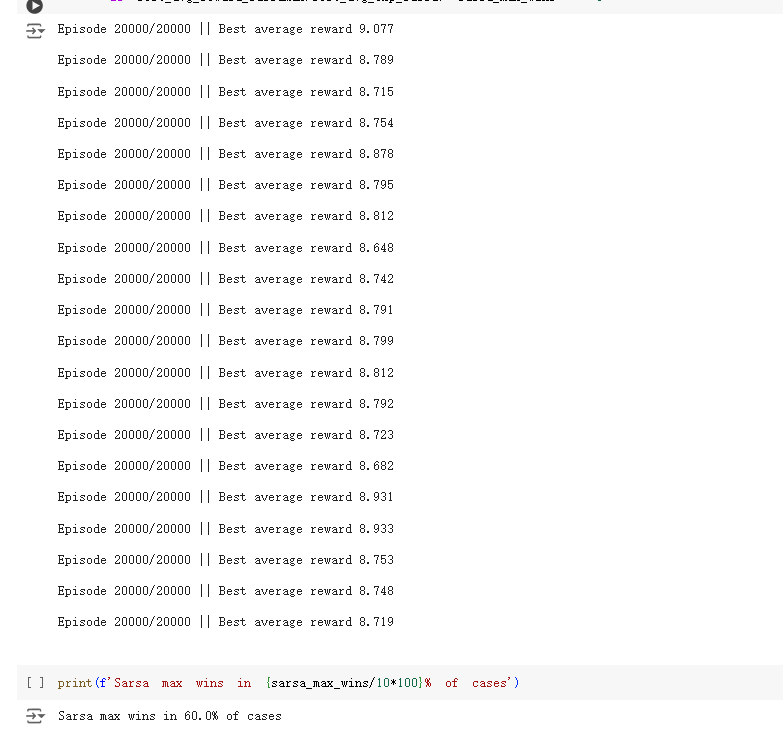 Episode 20000/20000 || Best average reward 9.077
Episode 20000/20000 || Best average reward 8.789
Episode 20000/20000 || Best average reward 8.715
Episode 20000/20000 || Best average reward 8.754
Episode 20000/20000 || Best average reward 8.878
Episode 20000/20000 || Best average reward 8.795
Episode 20000/20000 || Best average reward 8.812
Episode 20000/20000 || Best average reward 8.648
Episode 20000/20000 || Best average reward 8.742
Episode 20000/20000 || Best average reward 8.791
Episode 20000/20000 || Best average reward 8.799
Episode 20000/20000 || Best average reward 8.812
Episode 20000/20000 || Best average reward 8.792
Episode 20000/20000 || Best average reward 8.723
Episode 20000/20000 || Best average reward 8.682
Episode 20000/20000 || Best average reward 8.931
Episode 20000/20000 || Best average reward 8.933
Episode 20000/20000 || Best average reward 8.753
Episode 20000/20000 || Best average reward 8.748
Episode 20000/20000 || Best average reward 8.719
[ ] print(f'Sarsa max wins in {sarsa_max_wins/10*100}% of cases')
Sarsa max wins in 60.0% of cases